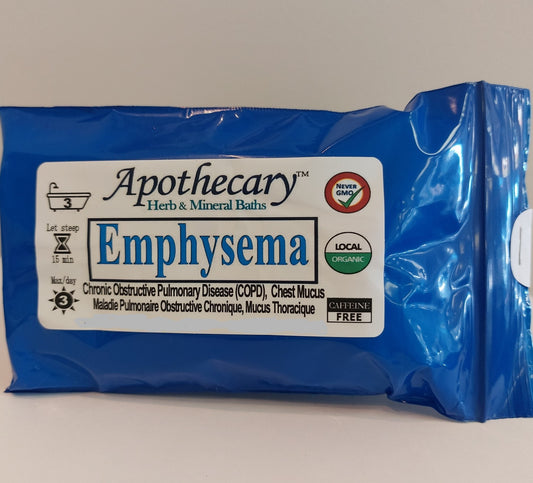 Apothecary™
Herb & Mineral Baths
Emphysema
Chronic Obstructive Pulmonary Disease (COPD), Chest Mucus
Maladie Pulmonaire Obstructive Chronique, Mucus Thoracique
3
Let steep
15 min
Max/day
3
NEVER
GMO
LOCAL
ORGANIC
CAFFEINE
FREE